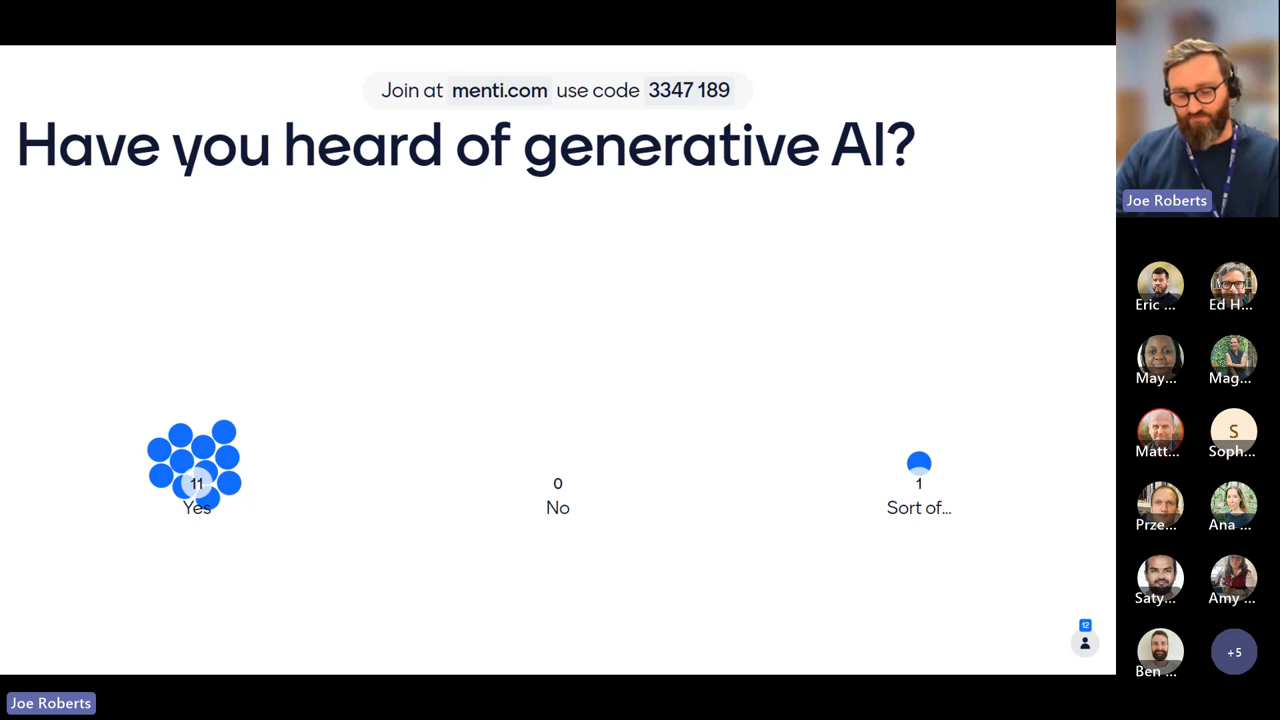 Join at menti.com use code 3347 189
Have you heard of generative AI?
11
Yes
0
No
1
Sort of...
12
Joe Roberts
Eric ...
Ed H...
May...
Mag...
Matt...
S
Soph...
Prze...
Ana ...
Saty...
Amy ...
Ben ...
+5
Joe Roberts